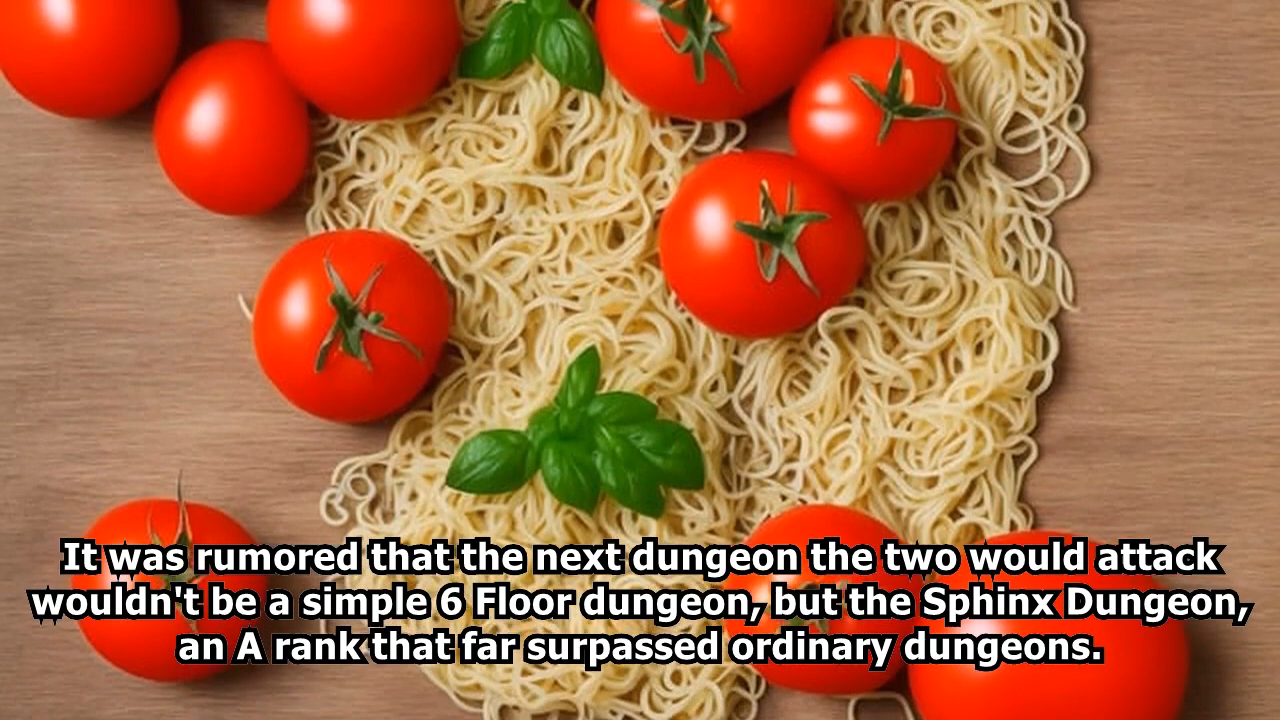 It was rumored that the next dungeon the two would attack
wouldn't be a simple 6 Floor dungeon, but the Sphinx Dungeon,
an A rank that far surpassed ordinary dungeons.